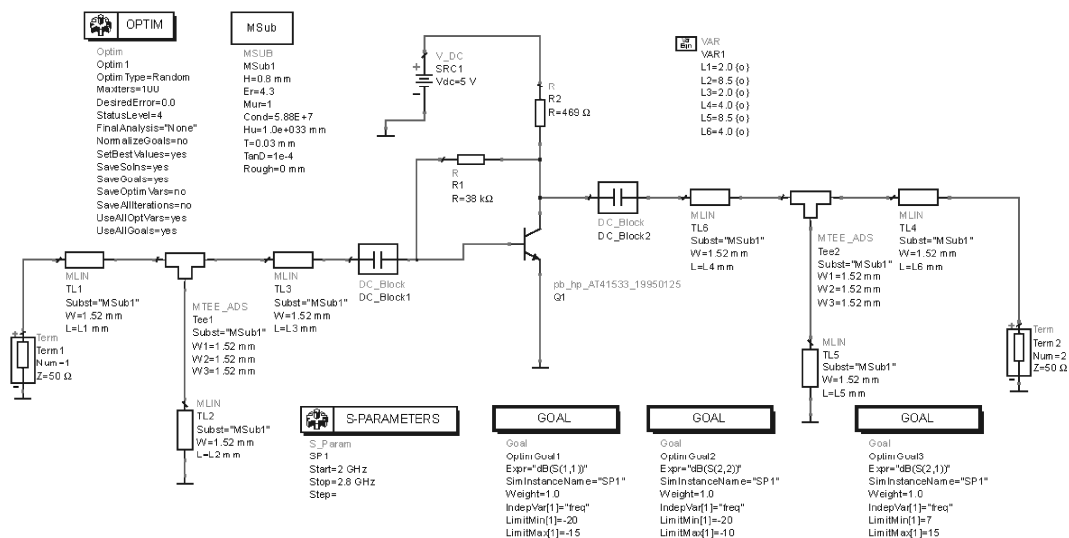 OPTIM
Optim
Optim1
OptimType=Random
MaxIters=100
DesiredError=0.0
StatusLevel=4
FinalAnalysis="None"
NormalizeGoals=no
SetBestValues=yes
SaveSolns=yes
SaveGoals=yes
SaveOptimVars=no
SaveAllIterations=no
UseAllOptVars=yes
UseAllGoals=yes
MSub
MSUB
MSub1
H=0.8 mm
Er=4.3
Mur=1
Cond=5.88E+7
Hu=1.0e+033 mm
T=0.03 mm
TanD=1e-4
Rough=0 mm
V_DC
SRC1
Vdc=5 V
R
R2
R=469 Ω
R
R1
R=38 kΩ
Var
Eqn
VAR
VAR1
L1=2.0 {o}
L2=8.5 {o}
L3=2.0 {o}
L4=4.0 {o}
L5=8.5 {o}
L6=4.0 {o}
MLIN
TL1
Subst="MSub1"
W=1.52 mm
L=L1 mm
MTEE_ADS
Tee1
Subst="MSub1"
W1=1.52 mm
W2=1.52 mm
W3=1.52 mm
MLIN
TL3
Subst="MSub1"
W=1.52 mm
L=L3 mm
DC_Block
DC_Block1
pb_hp_AT41533_19950125
Q1
DC_Block
DC_Block2
MLIN
TL6
Subst="MSub1"
W=1.52 mm
L=L4 mm
MTEE_ADS
Tee2
Subst="MSub1"
W1=1.52 mm
W2=1.52 mm
W3=1.52 mm
MLIN
TL4
Subst="MSub1"
W=1.52 mm
L=L6 mm
Term
Term1
Num=1
Z=50 Ω
MLIN
TL2
Subst="MSub1"
W=1.52 mm
L=L2 mm
MLIN
TL5
Subst="MSub1"
W=1.52 mm
L=L5 mm
Term
Term2
Num=2
Z=50 Ω
S-PARAMETERS
S_Param
SP1
Start=2 GHz
Stop=2.8 GHz
Step=
GOAL
Goal
OptimGoal1
Expr="dB(S(1,1))"
SimInstanceName="SP1"
Weight=1.0
IndepVar[1]="freq"
LimitMin[1]=-20
LimitMax[1]=-15
GOAL
Goal
OptimGoal2
Expr="dB(S(2,2))"
SimInstanceName="SP1"
Weight=1.0
IndepVar[1]="freq"
LimitMin[1]=-20
LimitMax[1]=-10
GOAL
Goal
OptimGoal3
Expr="dB(S(2,1))"
SimInstanceName="SP1"
Weight=1.0
IndepVar[1]="freq"
LimitMin[1]=7
LimitMax[1]=15